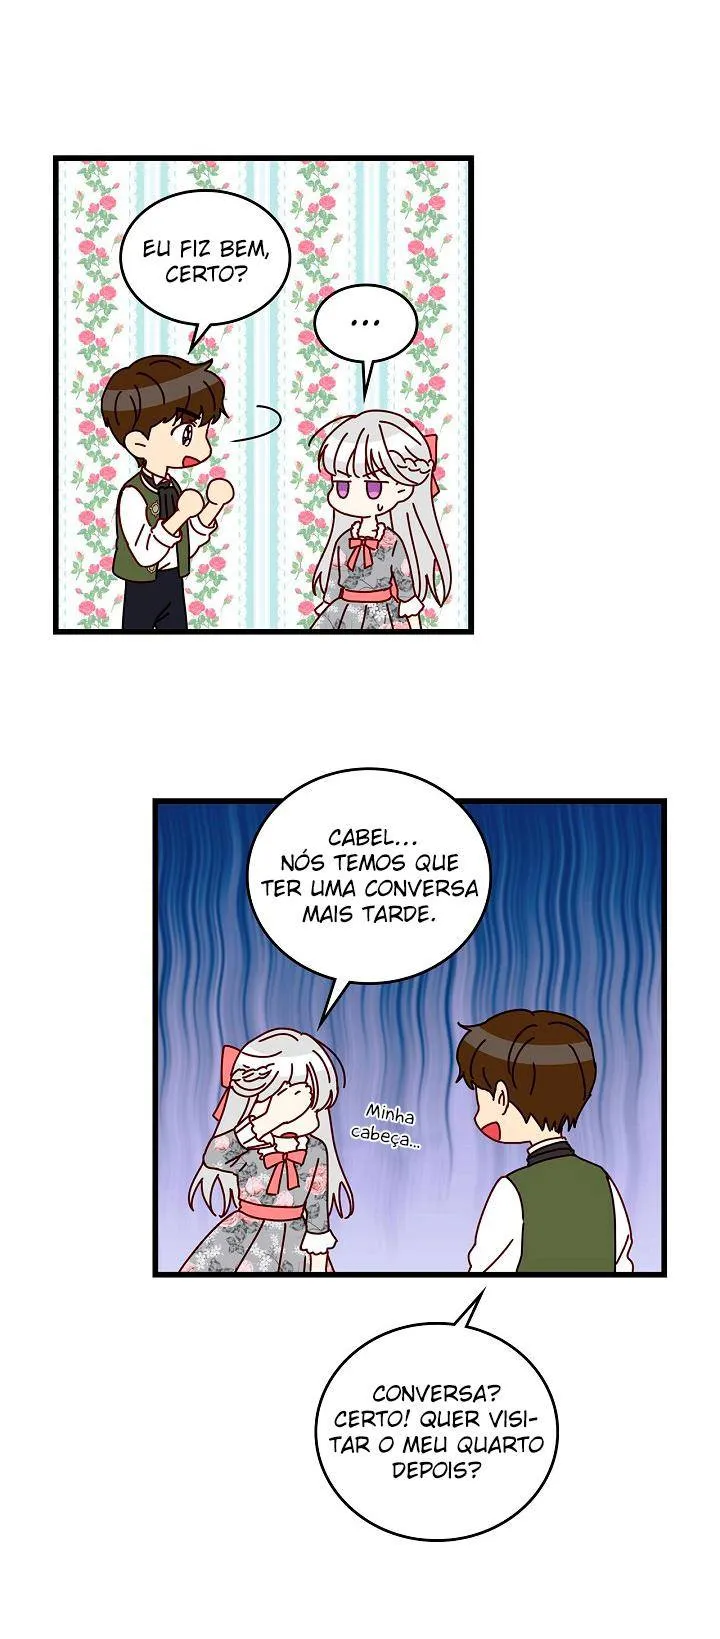 EU FIZ BEM,
CERTO?
...
CABEL...
NÓS TEMOS QUE
TER UMA CONVERSA
MAIS TARDE.
Minha
cabeça...
CONVERSA?
CERTO! QUER VISI-
TAR O MEU QUARTO
DEPOIS?